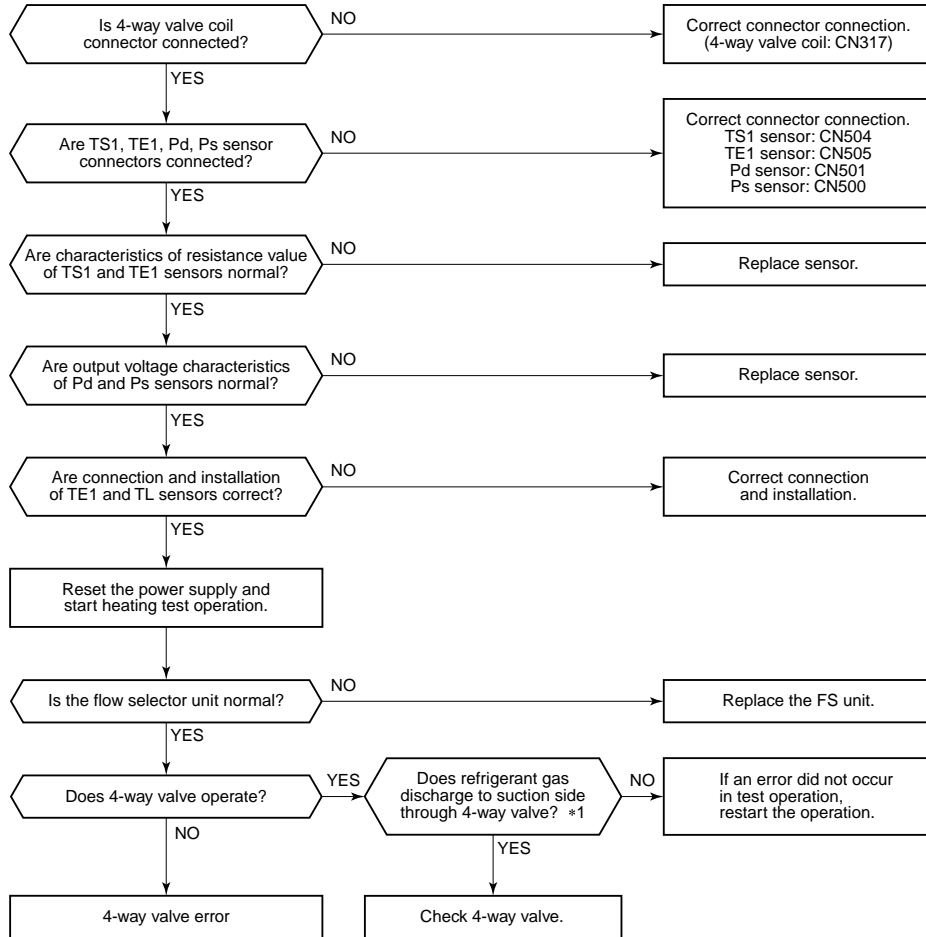 Is 4-way valve coil
connector connected?
NO
Correct connector connection.
(4-way valve coil: CN317)
YES
Are TS1, TE1, Pd, Ps sensor
connectors connected?
NO
Correct connector connection.
TS1 sensor: CN504
TE1 sensor: CN505
Pd sensor: CN501
Ps sensor: CN500
YES
Are characteristics of resistance value
of TS1 and TE1 sensors normal?
NO
Replace sensor.
YES
Are output voltage characteristics
of Pd and Ps sensors normal?
NO
Replace sensor.
YES
Are connection and installation
of TE1 and TL sensors correct?
NO
Correct connection
and installation.
YES
Reset the power supply and
start heating test operation.
Is the flow selector unit normal?
NO
Replace the FS unit.
YES
Does 4-way valve operate?
YES
Does refrigerant gas
discharge to suction side
through 4-way valve? *1
NO
If an error did not occur
in test operation,
restart the operation.
NO
YES
4-way valve error
Check 4-way valve.